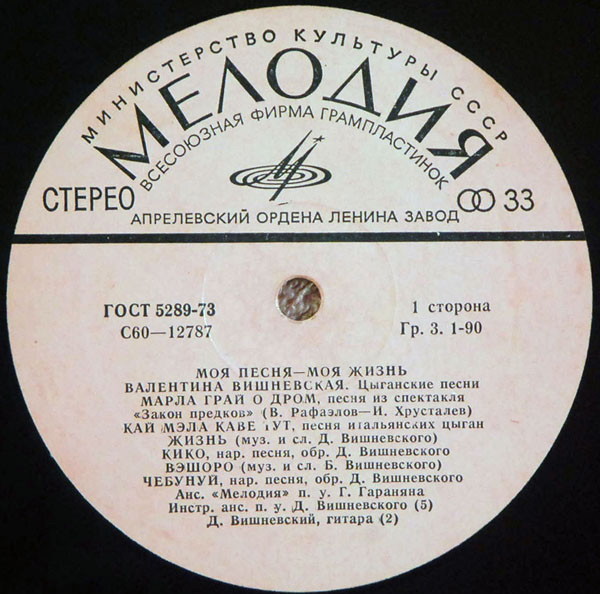 МИНИСТЕРСТВО КУЛЬТУРЫ СССР
МЕЛОДИЯ
ВСЕСОЮЗНАЯ ФИРМА ГРАМПЛАСТИНОК
СТЕРЕО 33
АПРЕЛЕВСКИЙ ОРДЕНА ЛЕНИНА ЗАВОД
ГОСТ 5289-73 1 сторона
С60—12787 Гр. 3. 1-90
МОЯ ПЕСНЯ—МОЯ ЖИЗНЬ
ВАЛЕНТИНА ВИШНЕВСКАЯ. Цыганские песни
МАРЛА ГРАЙ О ДРОМ, песня из спектакля
«Закон предков» (В. Рафаэлов—И. Хрусталев)
КАЙ МЭЛА КАВЕ ТУТ, песня итальянских цыган
ЖИЗНЬ (муз. и сл. Д. Вишневского)
КИКО, нар. песня, обр. Д. Вишневского
ВЭШОРО (муз. и сл. Б. Вишневского)
ЧЕБУНУЙ, нар. песня, обр. Д. Вишневского
Анс. «Мелодия» п. у. Г. Гараняна
Инстр. анс. п. у. Д. Вишневского (5)
Д. Вишневский, гитара (2)